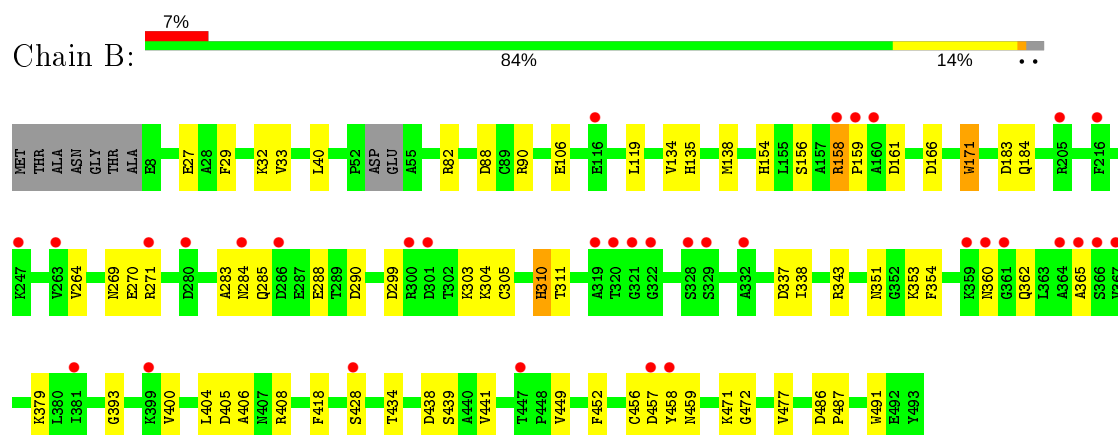 7%
Chain B:
84%
14%
MET THR ALA ASN GLY THR ALA E8 E27 A28 F29 K32 V33 L40 P52 ASP GLU A55 R82 D88 C89 R90 E106 E116 L119 V134 H135 M138 H154 L155 S156 A157 R158 P159 A160 D161 D166 W171 D183 Q184 R205 F216
K247 V263 V264 N269 E270 R271 D280 A283 N284 Q285 D286 E287 E288 T289 D290 D299 R300 D301 T302 K303 K304 C305 H310 T311 A319 T320 G321 G322 S328 S329 A332 D337 I338 R343 N351 G352 K353 F354 K359 N360 G361 Q362 L363 A364 A365 S366
K379 L380 I381 G393 K399 V400 L404 D405 A406 N407 R408 F418 S428 T434 D438 S439 A440 V441 T447 P448 V449 F452 C456 D457 Y458 N459 K471 G472 V477 D486 P487 W491 E492 Y493